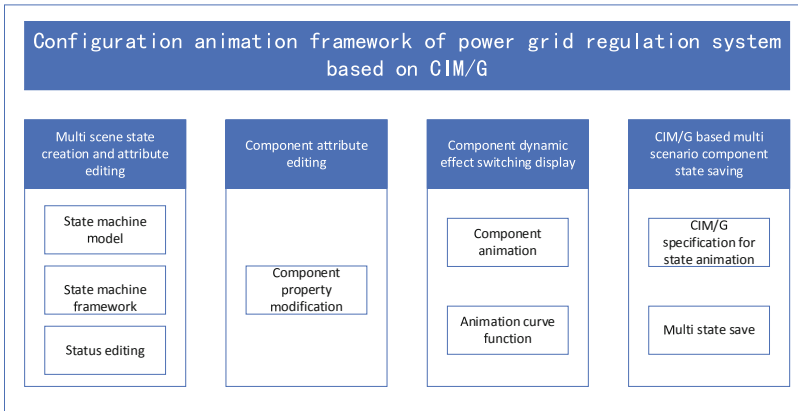 Configuration animation framework of power grid regulation system
based on CIM/G
Multi scene state
creation and attribute
editing
State machine
model
State machine
framework
Status editing
Component attribute
editing
Component
property
modification
Component dynamic
effect switching display
Component
animation
Animation curve
function
CIM/G based multi
scenario component
state saving
CIM/G
specification for
state animation
Multi state save